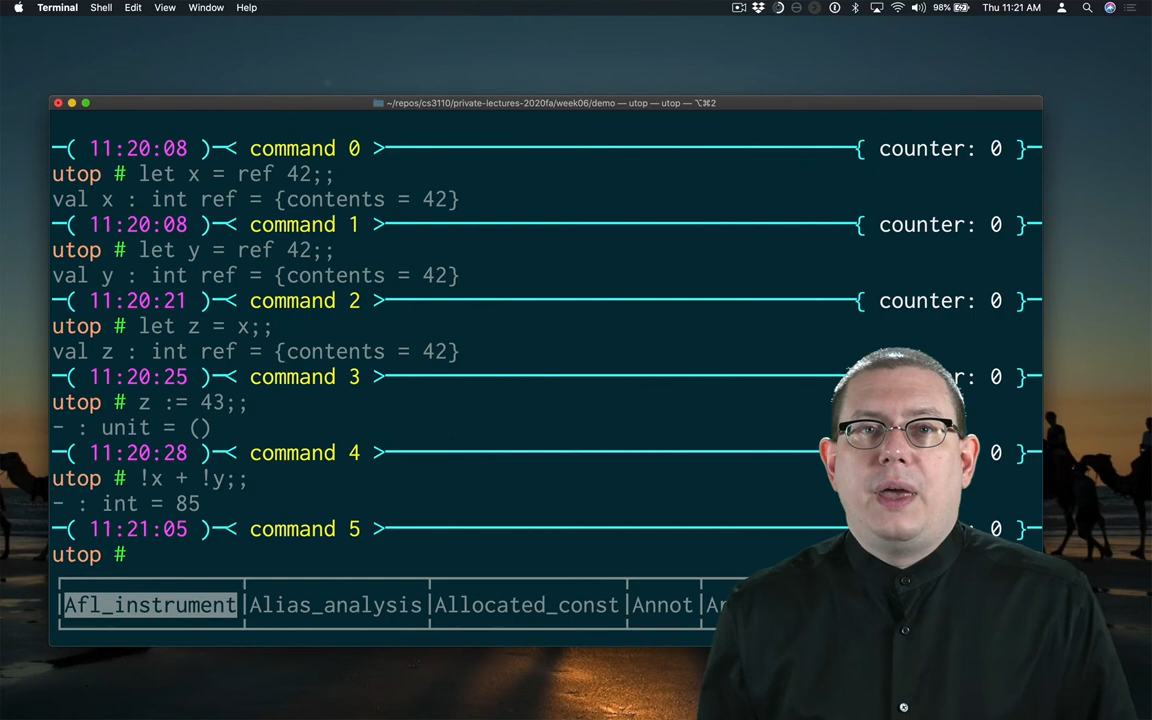 Terminal Shell Edit View Window Help 98% Thu 11:21 AM
~/repos/cs3110/private-lectures-2020fa/week06/demo — utop — utop — ⌥⌘2
─( 11:20:08 )─< command 0 >─{ counter: 0 }─
utop # let x = ref 42;;
val x : int ref = {contents = 42}
─( 11:20:08 )─< command 1 >─{ counter: 0 }─
utop # let y = ref 42;;
val y : int ref = {contents = 42}
─( 11:20:21 )─< command 2 >─{ counter: 0 }─
utop # let z = x;;
val z : int ref = {contents = 42}
─( 11:20:25 )─< command 3 >─r: 0 }─
utop # z := 43;;
- : unit = ()
─( 11:20:28 )─< command 4 >─0 }─
utop # !x + !y;;
- : int = 85
─( 11:21:05 )─< command 5 >─0 }─
utop #
Afl_instrument│Alias_analysis│Allocated_const│Annot│